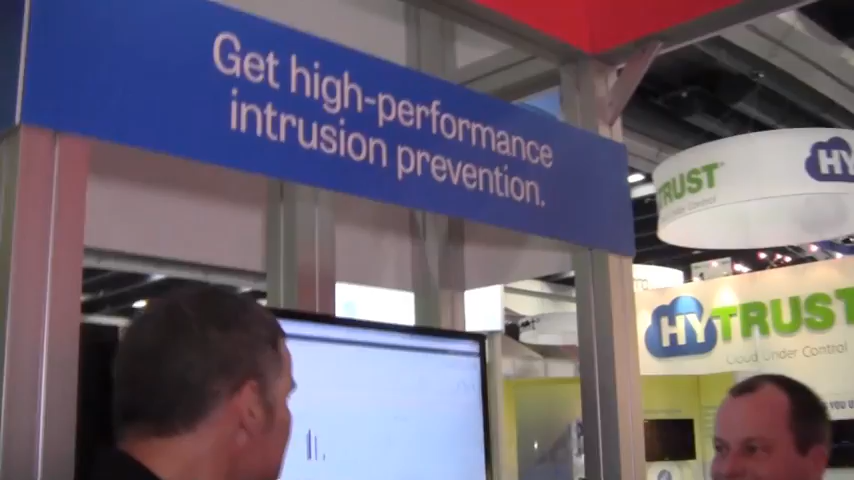 Get high-performance
intrusion prevention.
TRUST
HY
HYTRUST
Cloud Under Control